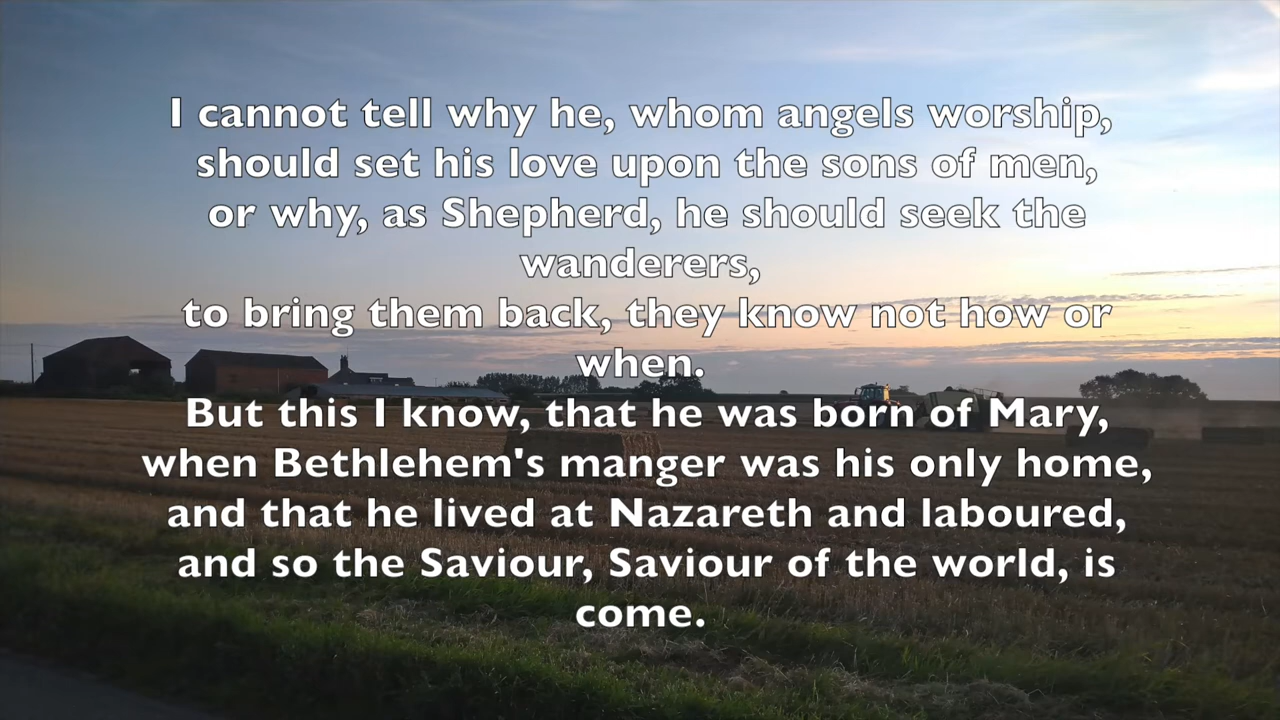 I cannot tell why he, whom angels worship,
should set his love upon the sons of men,
or why, as Shepherd, he should seek the
wanderers,
to bring them back, they know not how or
when.
But this I know, that he was born of Mary,
when Bethlehem's manger was his only home,
and that he lived at Nazareth and laboured,
and so the Saviour, Saviour of the world, is
come.